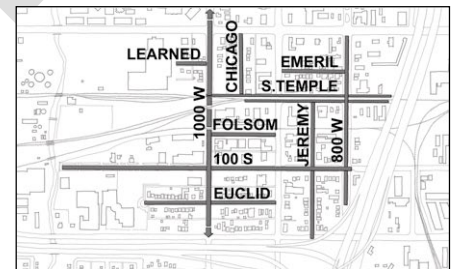 CHICAGO
LEARNED
EMERIL
S.TEMPLE
1000 W
FOLSOM
JEREMY
800 W
100 S
EUCLID